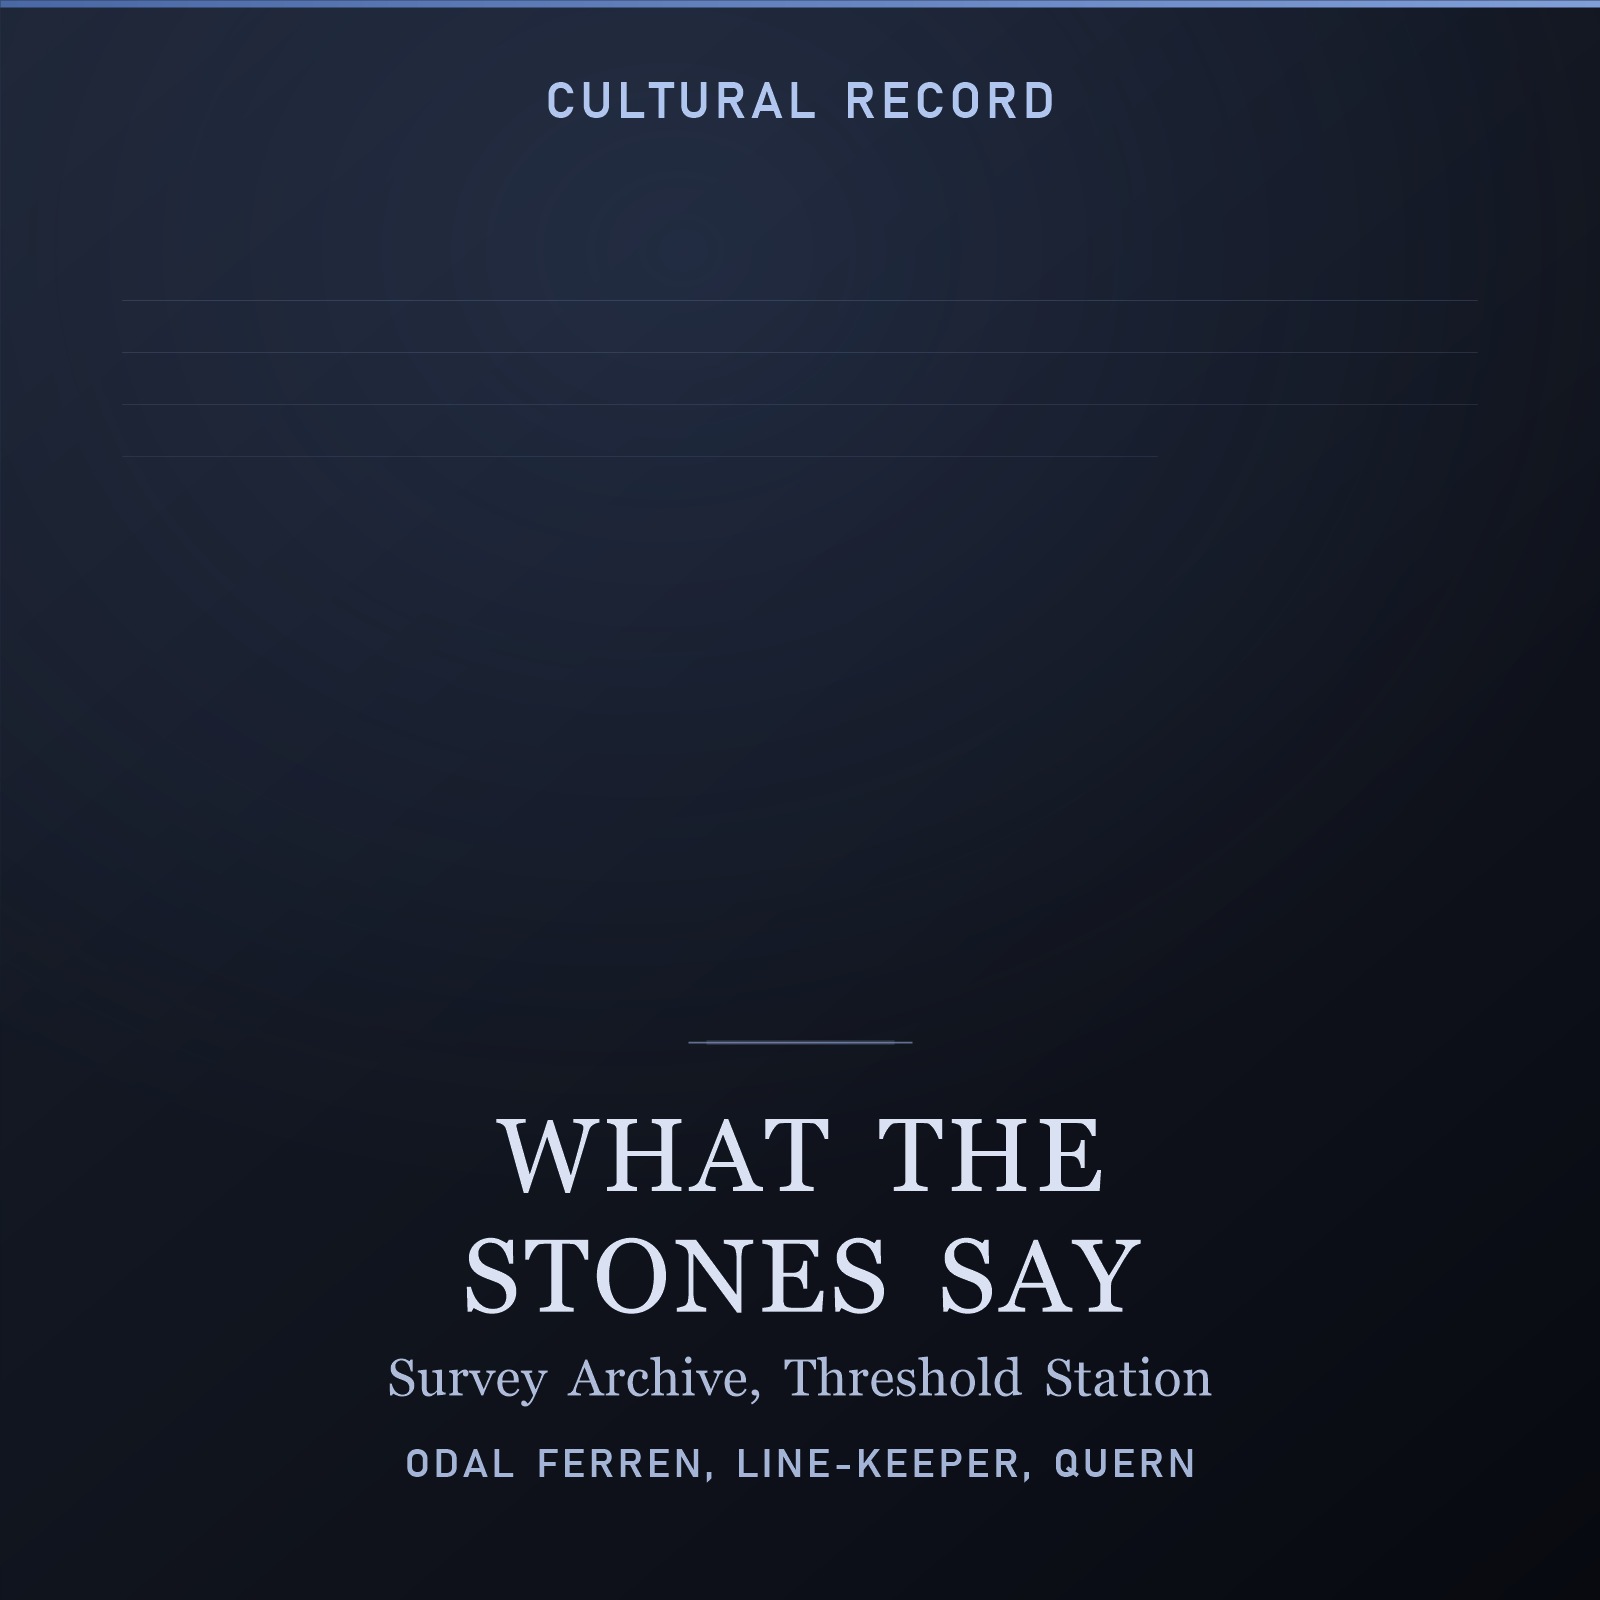 CULTURAL RECORD
WHAT THE
STONES SAY
Survey Archive, Threshold Station
ODAL FERREN, LINE-KEEPER, QUERN